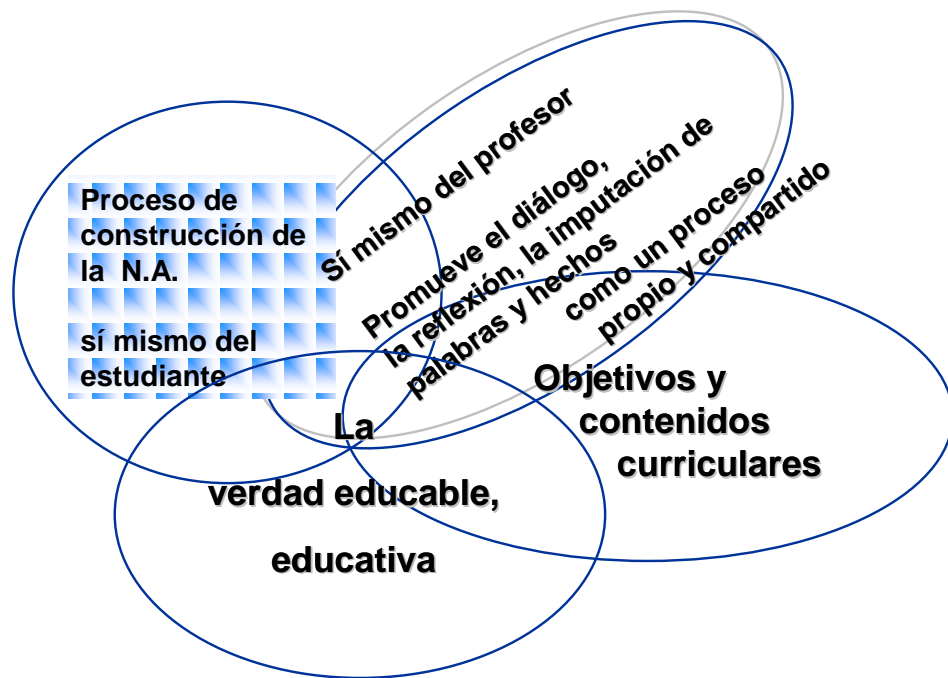 Proceso de
construcción de
la N.A.
sí mismo del
estudiante
Sí mismo del profesor
Promueve el diálogo,
la reflexión, la imputación de
palabras y hechos
como un proceso
propio y compartido
Objetivos y
contenidos
curriculares
La
verdad educable,
educativa